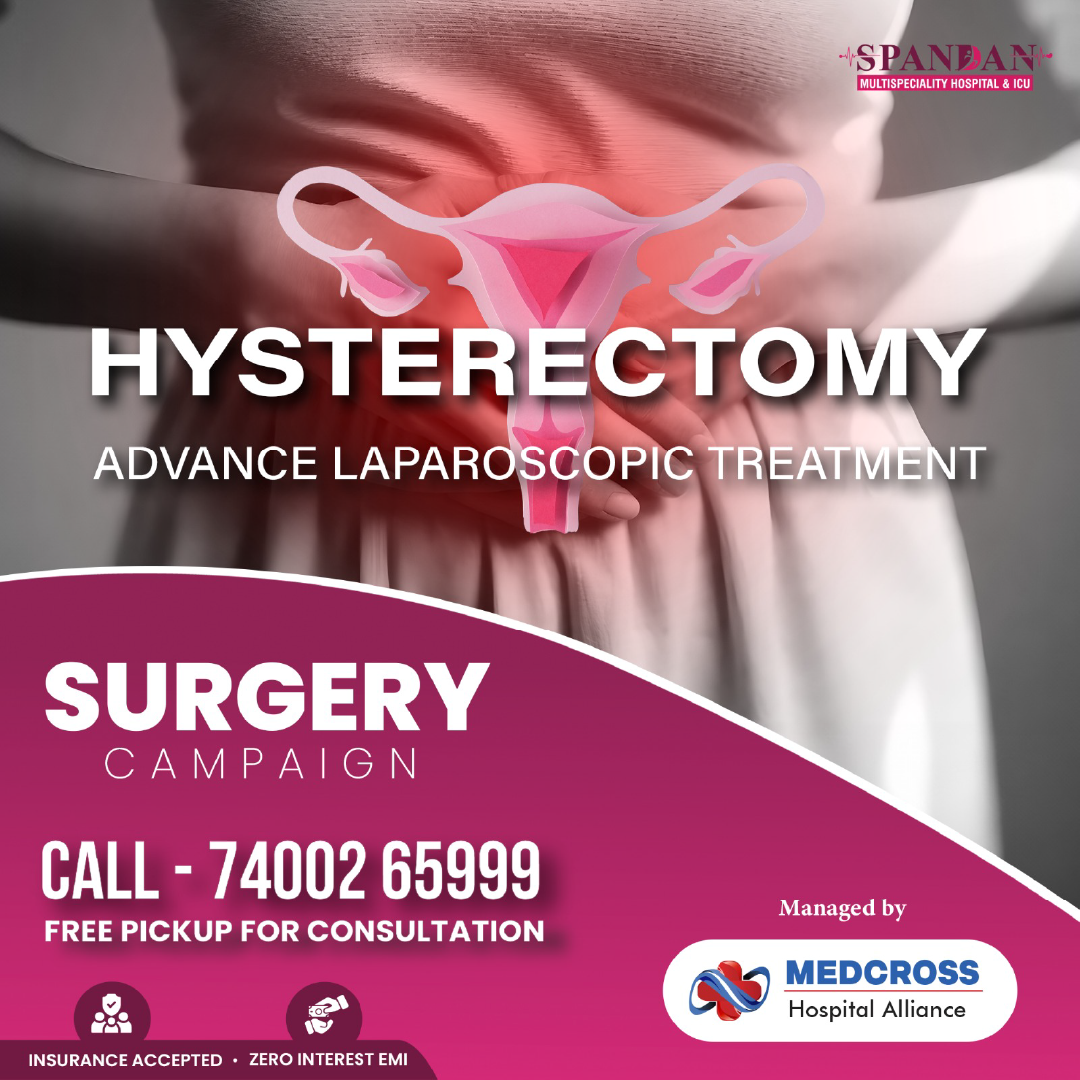 SPANDAN
MULTISPECIALITY HOSPITAL & ICU
HYSTERECTOMY
ADVANCE LAPAROSCOPIC TREATMENT
SURGERY
CAMPAIGN
CALL - 74002 65999
FREE PICKUP FOR CONSULTATION
Managed by
MEDCROSS
Hospital Alliance
INSURANCE ACCEPTED • ZERO INTEREST EMI